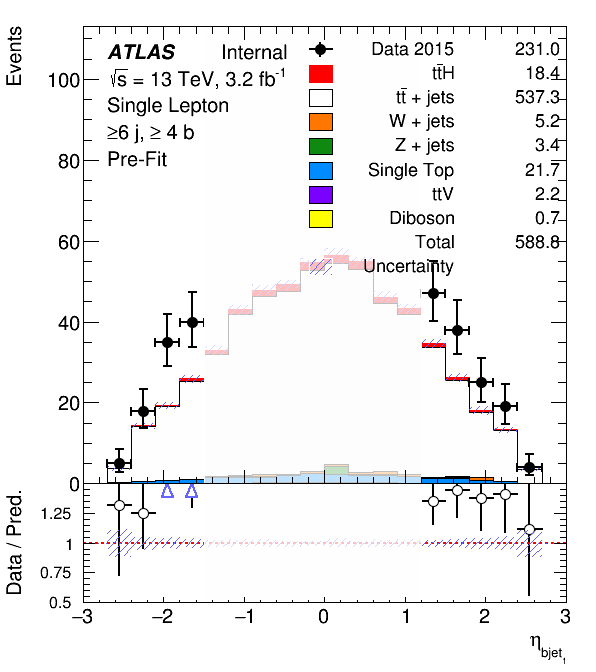 Events
ATLAS Internal
√s = 13 TeV, 3.2 fb⁻¹
Single Lepton
≥6 j, ≥ 4 b
Pre-Fit
Data 2015 231.0
tt̄H 18.4
tt̄ + jets 537.3
W + jets 5.2
Z + jets 3.4
Single Top 21.7
ttV 2.2
Diboson 0.7
Total 588.8
Uncertainty
100
80
60
40
20
0
Data / Pred.
1.25
1
0.75
0.5
−3 −2 −1 0 1 2 3
η_bjet₁